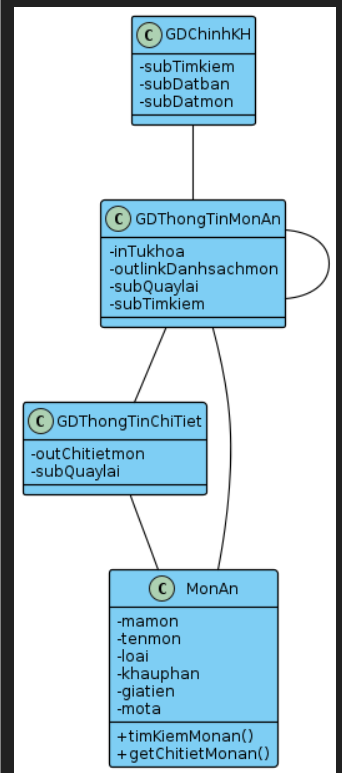 C GDChinhKH
-subTimkiem
-subDatban
-subDatmon
C GDThongTinMonAn
-inTukhoa
-outlinkDanhsachmon
-subQuaylai
-subTimkiem
C GDThongTinChiTiet
-outChitietmon
-subQuaylai
C MonAn
-mamon
-tenmon
-loai
-khauphan
-giatien
-mota
+timKiemMonan()
+getChitietMonan()